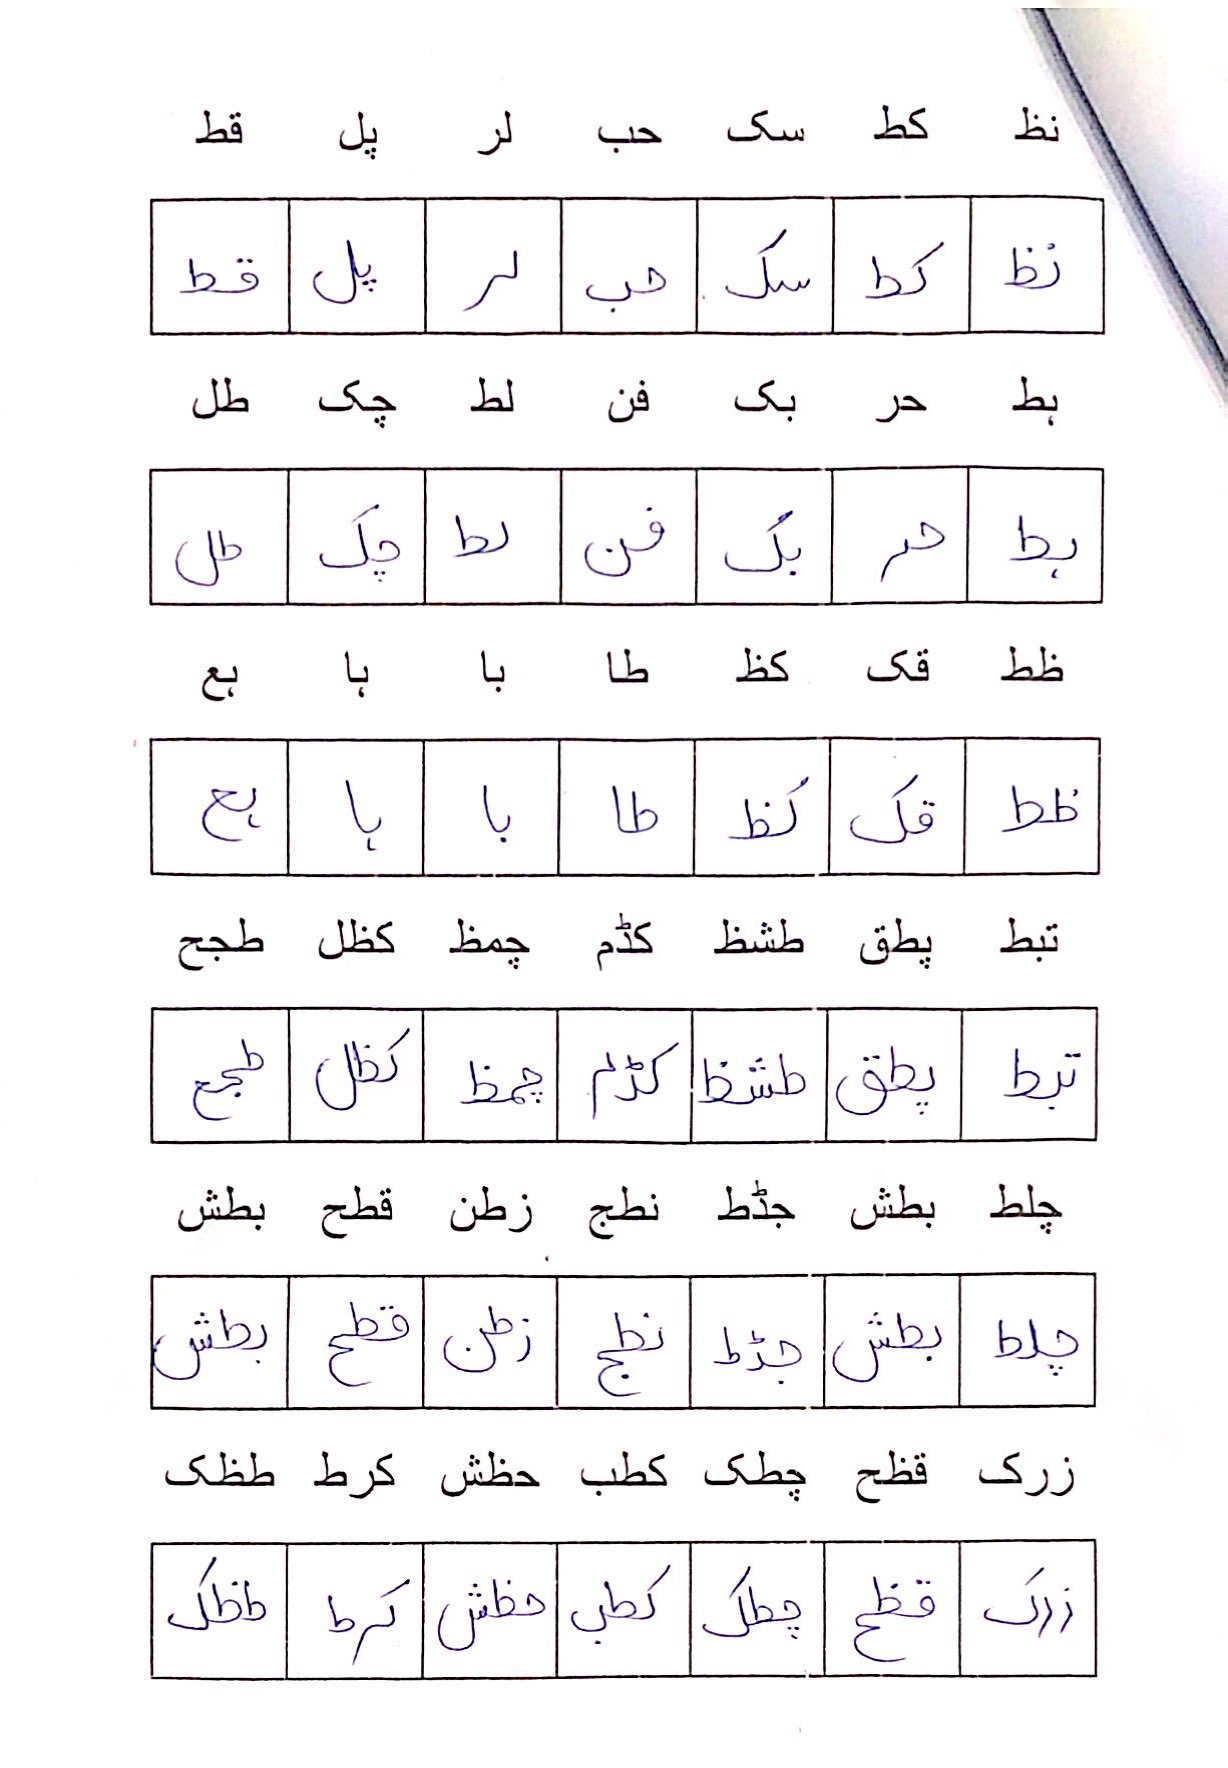 نظ کط سک حب لر پل قط
نظ کط سک حب لر پل قط
ہط حر بک فن لط چک طل
ہط حر بک فن لط چک طل
ظط قک کظ طا با ہا ہع
ظط قک کظ طا با ہا ہع
تبط پطق طشظ کڈم چمظ کظل طجح
تبط پطق طشظ کڈم چمظ کظل طجح
چلط بطش جڈط نطج زطن قطح بطش
چلط بطش جڈط نطج زطن قطح بطش
زرک قظح چطک کطب حظش کرط طظک
زرک قظح چطک کطب حظش کرط طظک